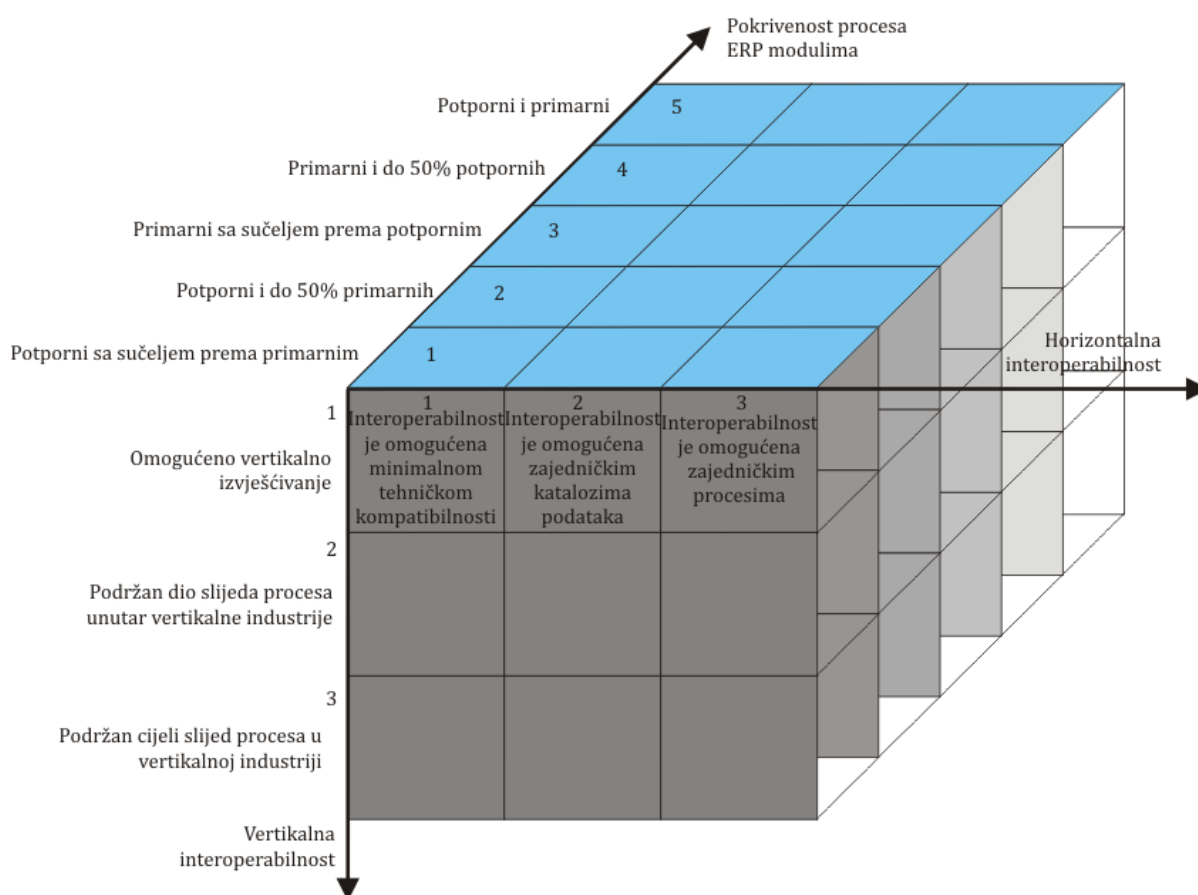 Pokrivenost procesa
ERP modulima
Potporni i primarni
5
Primarni i do 50% potpornih
4
Primarni sa sučeljem prema potpornim
3
Potporni i do 50% primarnih
2
Potporni sa sučeljem prema primarnim
1
Horizontalna
interoperabilnost
1
Omogućeno vertikalno
izvješćivanje
1
Interoperabilnost
je omogućena
minimalnom
tehničkom
kompatibilnosti
2
Interoperabilnost
je omogućena
zajedničkim
katalozima
podataka
3
Interoperabilnost
je omogućena
zajedničkim
procesima
2
Podržan dio slijeda procesa
unutar vertikalne industrije
3
Podržan cijeli slijed procesa u
vertikalnoj industriji
Vertikalna
interoperabilnost